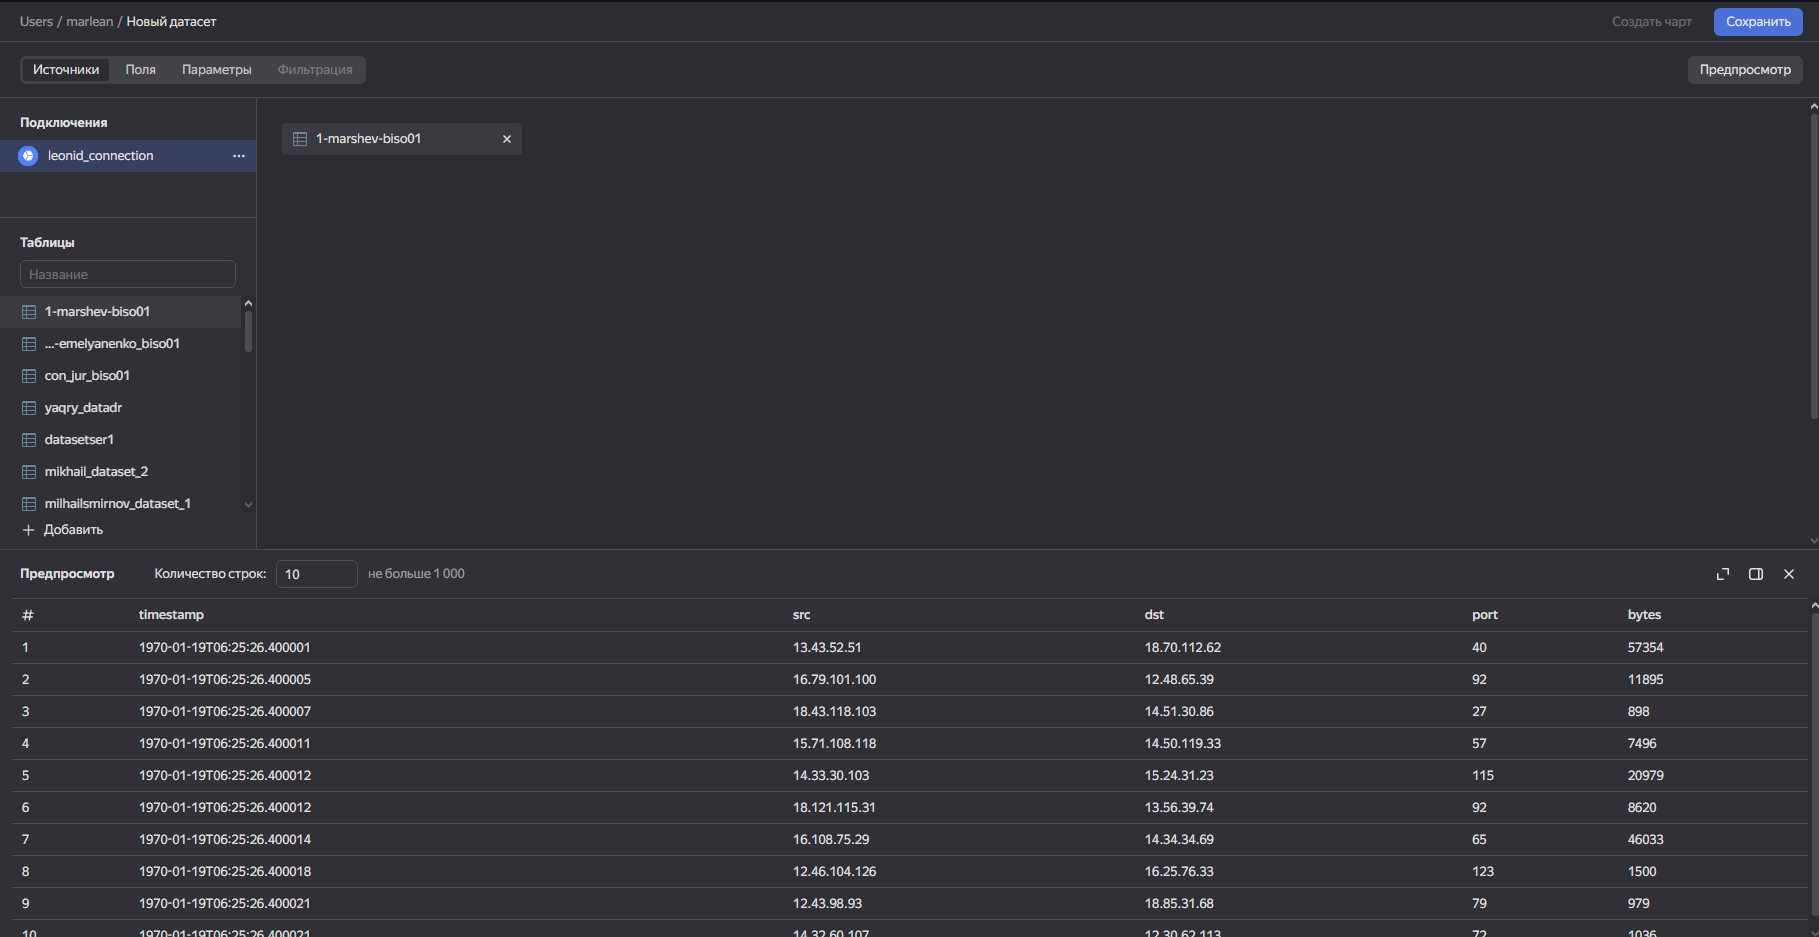 Users / marlean / Новый датасет
Создать чарт
Сохранить
Источники Поля Параметры Фильтрация
Предпросмотр
Подключения
leonid_connection
1-marshev-biso01
Таблицы
Название
1-marshev-biso01
...-emelyanenko_biso01
con_jur_biso01
yaqry_datadr
datasetser1
mikhail_dataset_2
milhailsmirnov_dataset_1
Добавить
Предпросмотр Количество строк: 10 не больше 1 000
# timestamp src dst port bytes
1 1970-01-19T06:25:26.400001 13.43.52.51 18.70.112.62 40 57354
2 1970-01-19T06:25:26.400005 16.79.101.100 12.48.65.39 92 11895
3 1970-01-19T06:25:26.400007 18.43.118.103 14.51.30.86 27 898
4 1970-01-19T06:25:26.400011 15.71.108.118 14.50.119.33 57 7496
5 1970-01-19T06:25:26.400012 14.33.30.103 15.24.31.23 115 20979
6 1970-01-19T06:25:26.400012 18.121.115.31 13.56.39.74 92 8620
7 1970-01-19T06:25:26.400014 16.108.75.29 14.34.34.69 65 46033
8 1970-01-19T06:25:26.400018 12.46.104.126 16.25.76.33 123 1500
9 1970-01-19T06:25:26.400021 12.43.98.93 18.85.31.68 79 979
10 1970-01-19T06:25:26.400021 14.32.60.107 12.30.62.113 72 1036